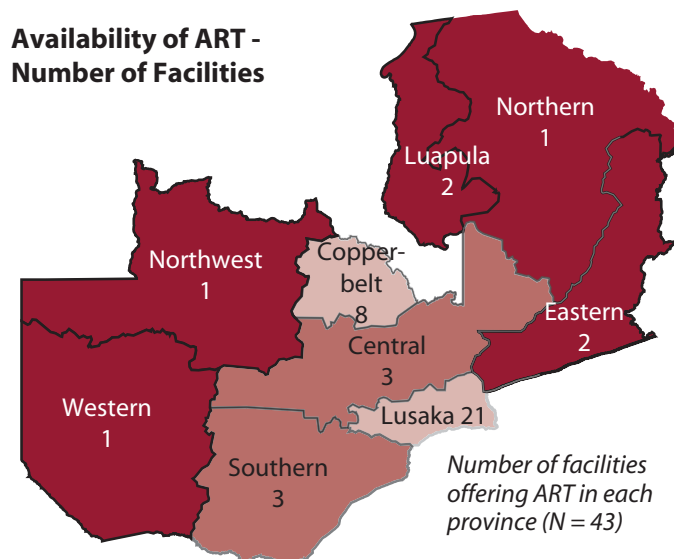 Availability of ART -
Number of Facilities
Northern
1
Luapula
2
Northwest
1
Copper-
belt
8
Eastern
2
Central
3
Western
1
Lusaka 21
Southern
3
Number of facilities
offering ART in each
province (N = 43)